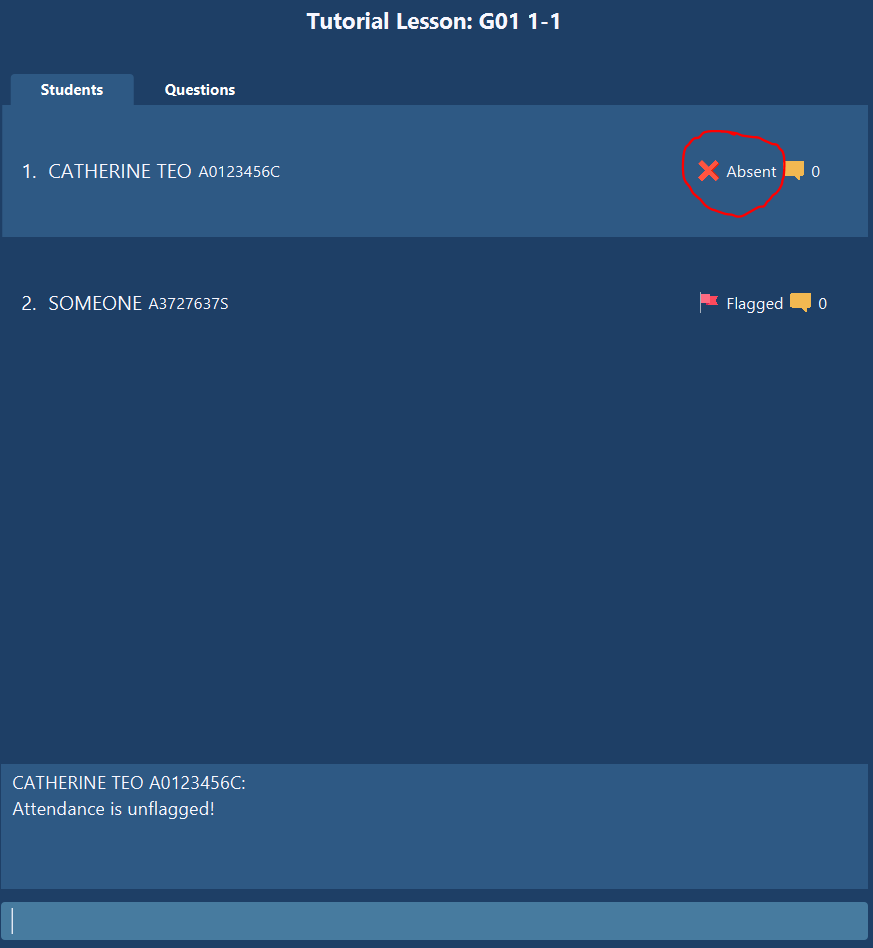 Tutorial Lesson: G01 1-1
Students Questions
1. CATHERINE TEO A0123456C Absent 0
2. SOMEONE A3727637S Flagged 0
CATHERINE TEO A0123456C:
Attendance is unflagged!